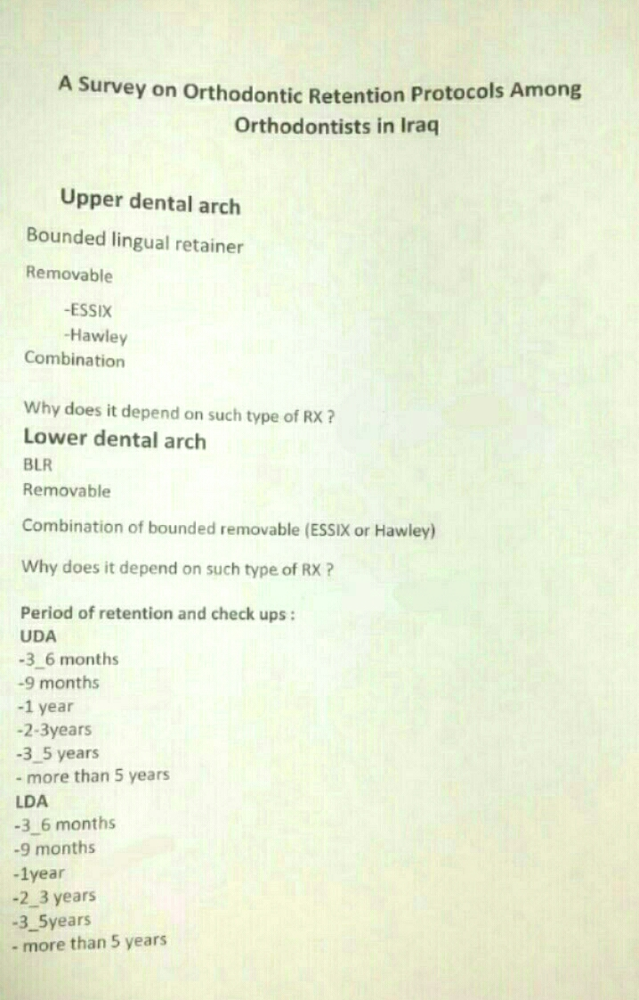 A Survey on Orthodontic Retention Protocols Among
Orthodontists in Iraq
Upper dental arch
Bounded lingual retainer
Removable
-ESSIX
-Hawley
Combination
Why does it depend on such type of RX ?
Lower dental arch
BLR
Removable
Combination of bounded removable (ESSIX or Hawley)
Why does it depend on such type of RX ?
Period of retention and check ups :
UDA
-3_6 months
-9 months
-1 year
-2-3years
-3_5 years
- more than 5 years
LDA
-3_6 months
-9 months
-1year
-2_3 years
-3_5years
- more than 5 years